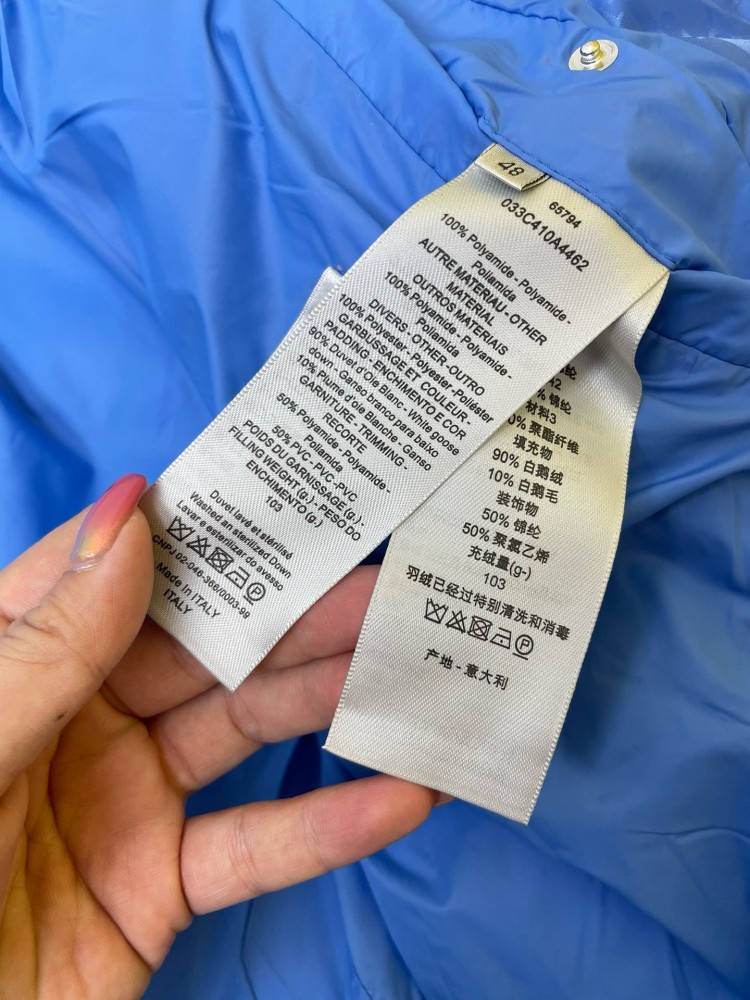 48
65794
033C410A4462
100% Polyamide - Polyamide -
Poliamida
AUTRE MATERIAU - OTHER
MATERIAL
OUTROS MATERIAIS
100% Polyamide - Polyamide -
Poliamida
DIVERS - OTHER - OUTRO
100% Polyester - Polyester - Poliéster
GARBUSSAGE ET COULEUR -
PADDING - ENCHIMENTO E COR
90% Duvet d'Oie Blanc - White goose
down - Ganso branco para baixo
10% Plume d'oie Blanche - Ganso
GARNITURE - TRIMMING -
RECORTE
50% Polyamide - Polyamide -
Poliamida
50% PVC - PVC - PVC
POIDS DU GARNISSAGE (g.) -
FILLING WEIGHT (g.) - PESO DO
ENCHIMENTO (g.)
103
Duvet lavé et stérilisé
Washed an sterilized Down
Lavar e esterilizar do avesso
P
CNPJ 02-046-366/0003-99
Made in ITALY
ITALY
% 锦纶
材料3
0% 聚酯纤维
填充物
90% 白鹅绒
10% 白鹅毛
装饰物
50% 锦纶
50% 聚氯乙烯
充绒量(g-)
103
羽绒已经过特别清洗和消毒
P
产地 - 意大利